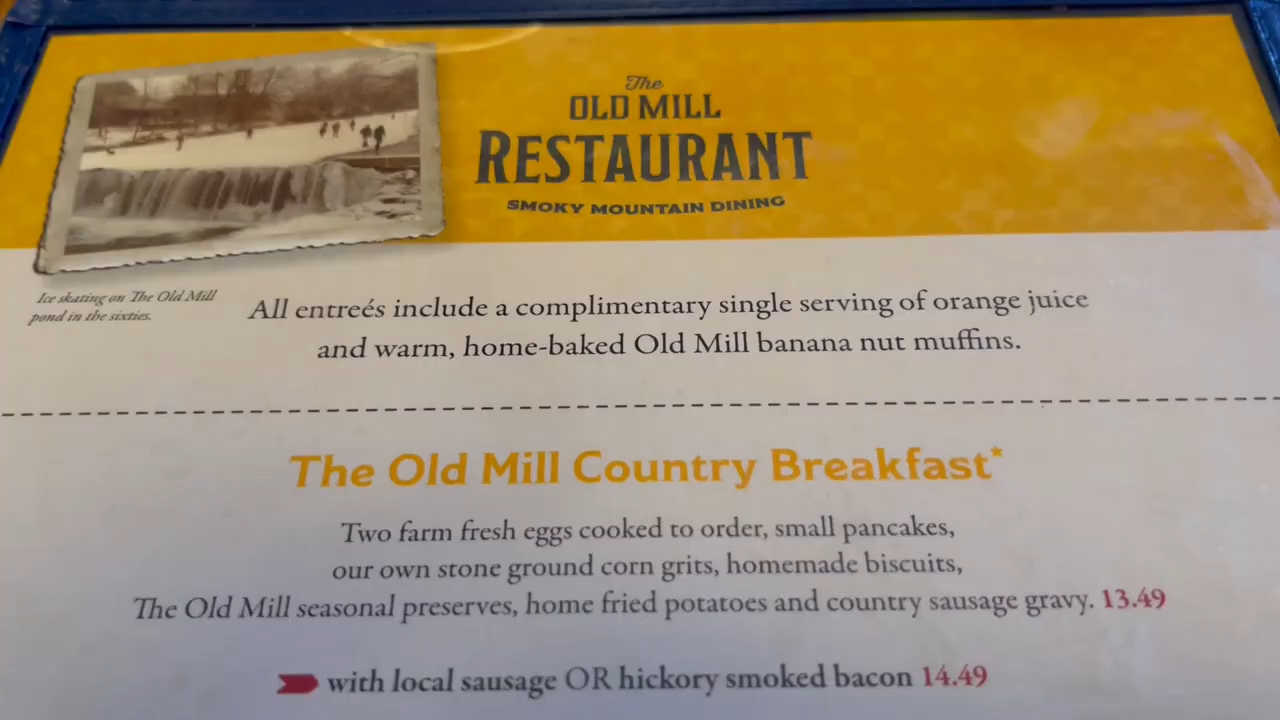 The
OLD MILL
RESTAURANT
SMOKY MOUNTAIN DINING
Ice skating on The Old Mill
pond in the sixties.
All entreés include a complimentary single serving of orange juice
and warm, home-baked Old Mill banana nut muffins.
The Old Mill Country Breakfast*
Two farm fresh eggs cooked to order, small pancakes,
our own stone ground corn grits, homemade biscuits,
The Old Mill seasonal preserves, home fried potatoes and country sausage gravy. 13.49
with local sausage OR hickory smoked bacon 14.49